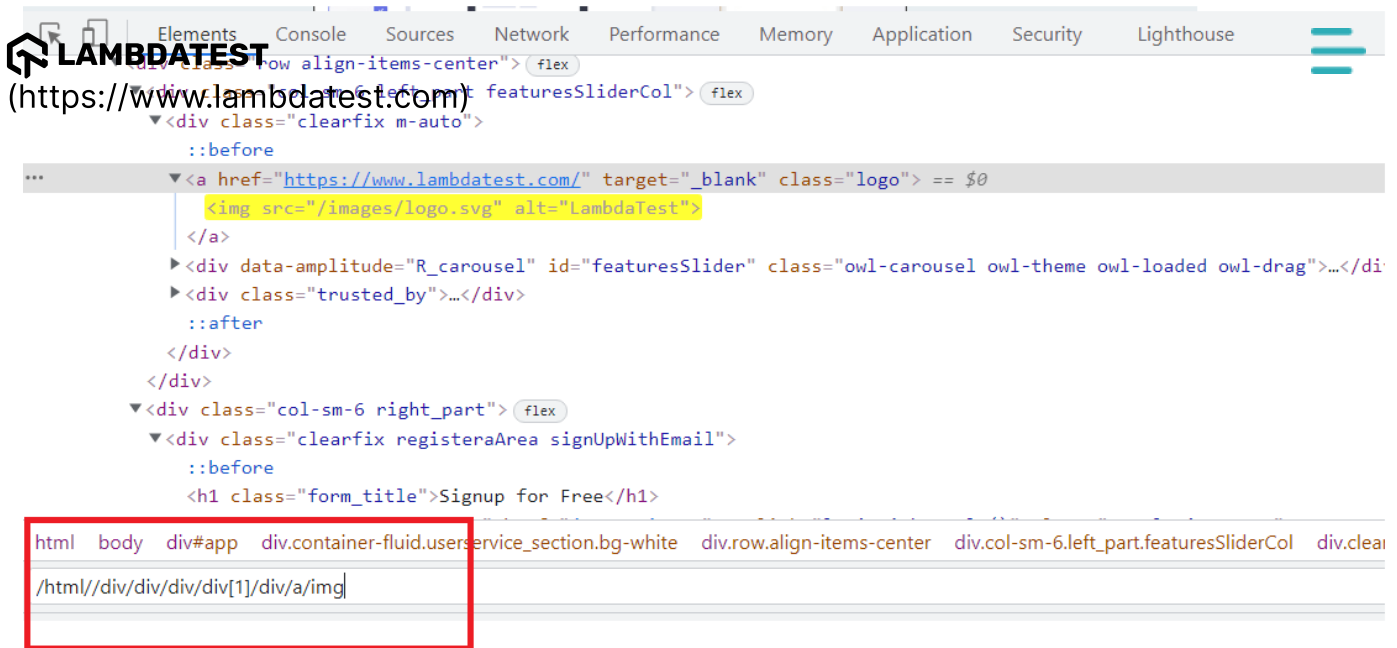 Elements Console Sources Network Performance Memory Application Security Lighthouse
LAMBDATEST
<div class="row align-items-center"> flex
(https://www.lambdatest.com)
<div class="col-sm-6 left_part featuresSliderCol"> flex
<div class="clearfix m-auto">
::before
<a href="https://www.lambdatest.com/" target="_blank" class="logo"> == $0
<img src="/images/logo.svg" alt="LambdaTest">
</a>
<div data-amplitude="R_carousel" id="featuresSlider" class="owl-carousel owl-theme owl-loaded owl-drag">…</di
<div class="trusted_by">…</div>
::after
</div>
</div>
<div class="col-sm-6 right_part"> flex
<div class="clearfix registeraArea signUpWithEmail">
::before
<h1 class="form_title">Signup for Free</h1>
html body div#app div.container-fluid.userservice_section.bg-white div.row.align-items-center div.col-sm-6.left_part.featuresSliderCol div.clear
/html//div/div/div/div[1]/div/a/img